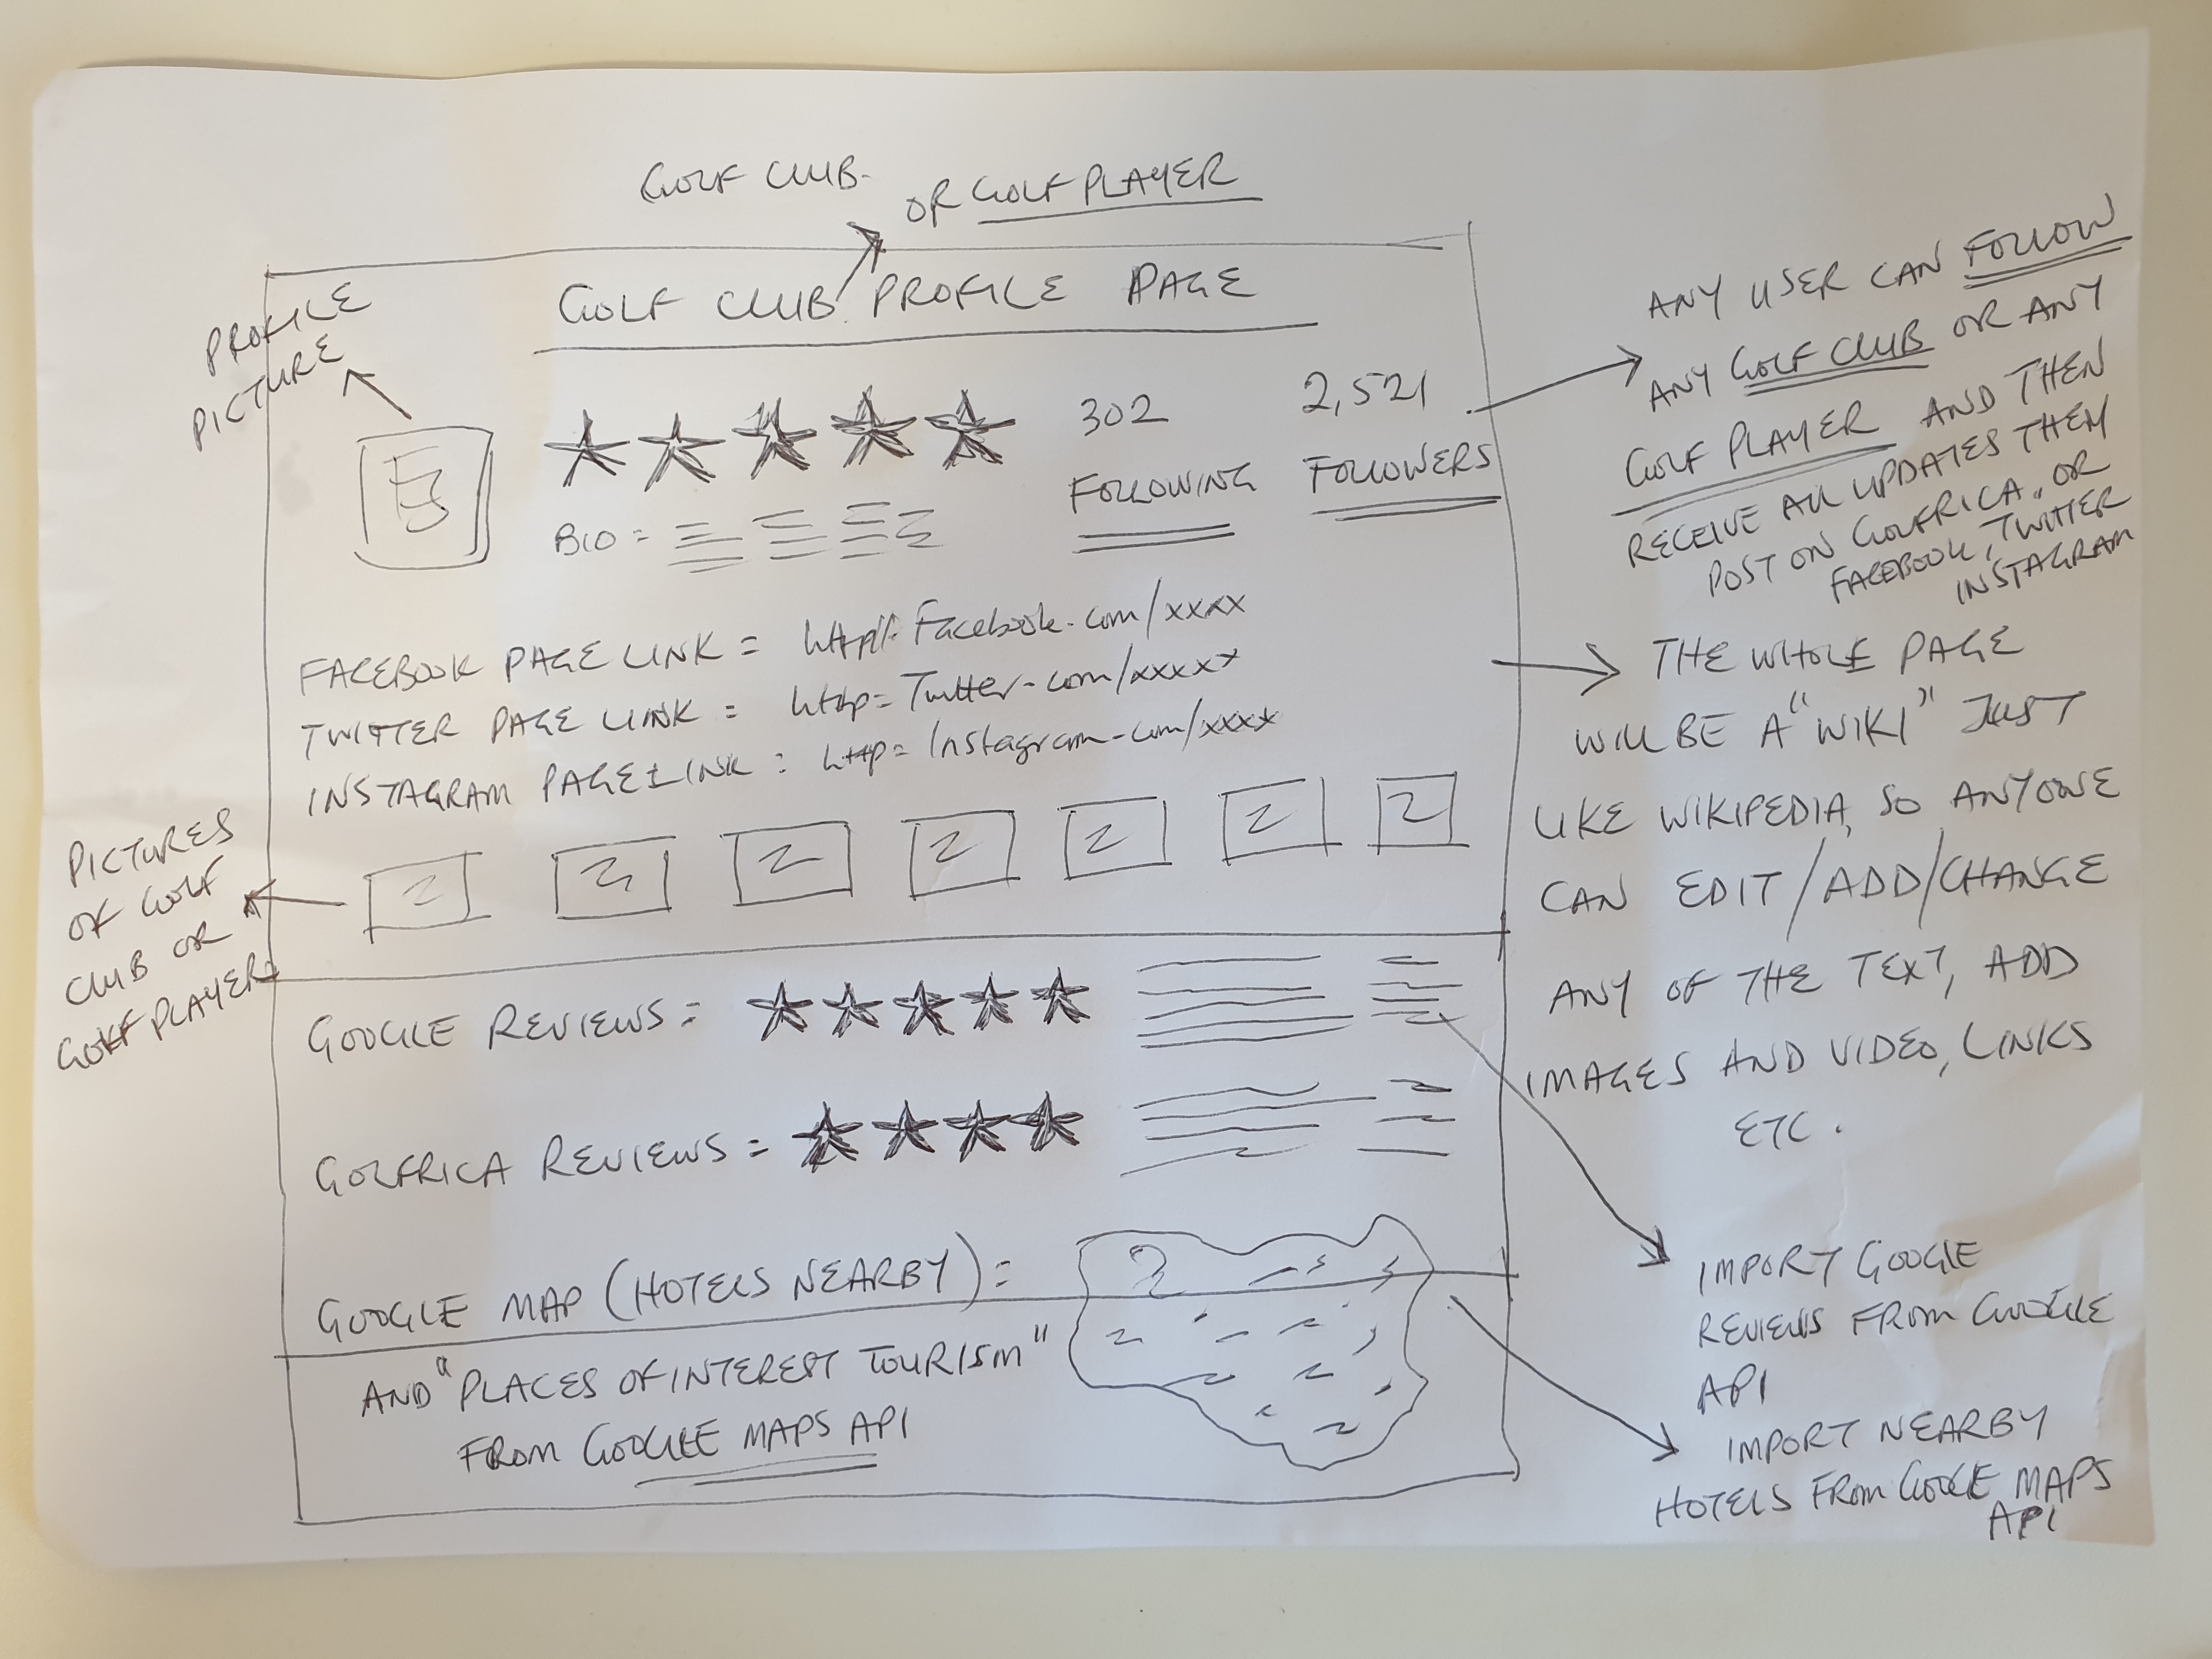 GOLF CLUB
OR GOLF PLAYER
GOLF CLUB PROFILE PAGE
PROFILE
PICTURE
302
FOLLOWING
2,521
FOLLOWERS
BIO =
FACEBOOK PAGE LINK = http// Facebook.com/xxxx
TWITTER PAGE LINK = http= Twitter.com/xxxxx
INSTAGRAM PAGE LINK = http= Instagram.com/xxxx
PICTURES
OF GOLF
CLUB OR
GOLF PLAYER
GOOGLE REVIEWS =
GOLFRICA REVIEWS =
GOOGLE MAP (HOTELS NEARBY) =
AND "PLACES OF INTEREST TOURISM"
FROM GOOGLE MAPS API
ANY USER CAN FOLLOW
ANY GOLF CLUB OR ANY
GOLF PLAYER AND THEN
RECEIVE ALL UPDATES THEM
POST ON GOLFRICA, OR
FACEBOOK, TWITTER
INSTAGRAM
THE WHOLE PAGE
WILL BE A "WIKI" JUST
LIKE WIKIPEDIA, SO ANYONE
CAN EDIT/ADD/CHANGE
ANY OF THE TEXT, ADD
IMAGES AND VIDEO, LINKS
ETC.
IMPORT GOOGLE
REVIEWS FROM GOOGLE
API
IMPORT NEARBY
HOTELS FROM GOOGLE MAPS
API